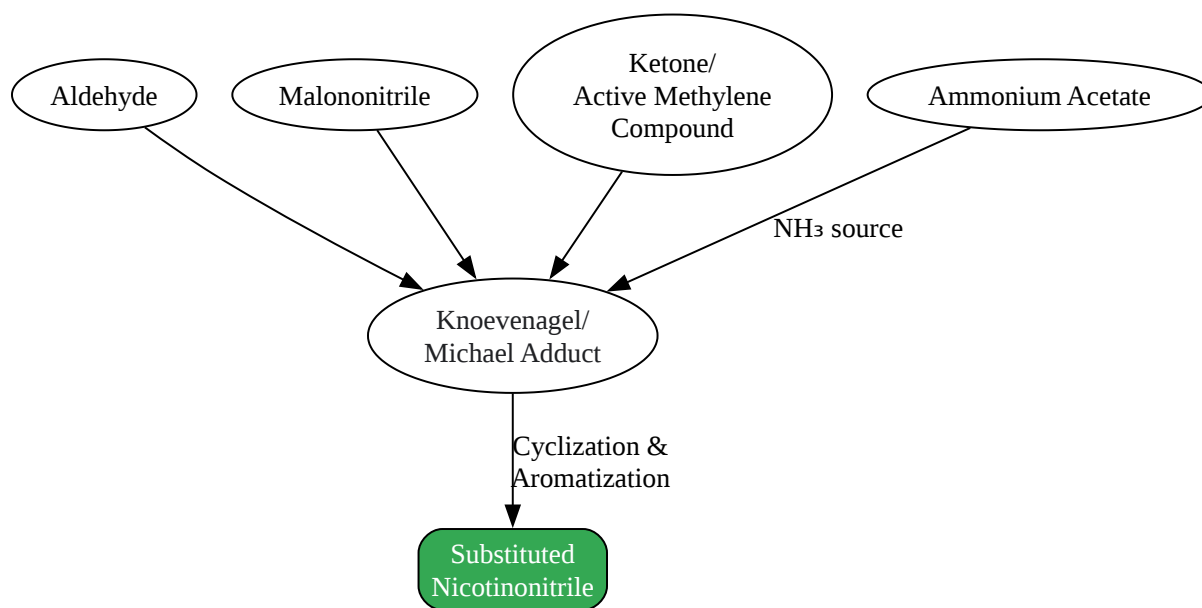 Aldehyde
Malononitrile
Ketone/
Active Methylene
Compound
Ammonium Acetate
NH₃ source
Knoevenagel/
Michael Adduct
Cyclization &
Aromatization
Substituted
Nicotinonitrile